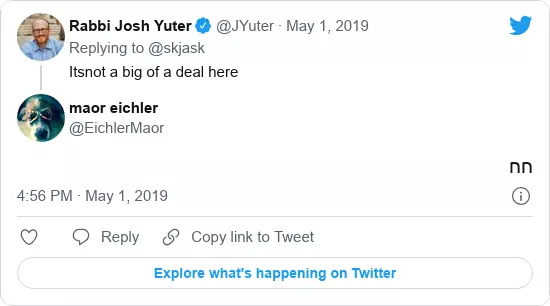 Rabbi Josh Yuter @JYuter · May 1, 2019
Replying to @skjask
Itsnot a big of a deal here
maor eichler
@EichlerMaor
חח
4:56 PM · May 1, 2019
Reply Copy link to Tweet
Explore what's happening on Twitter